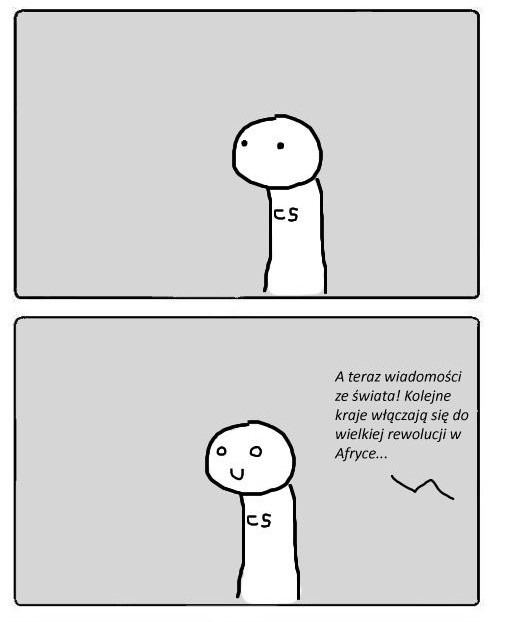 cs
A teraz wiadomości
ze świata! Kolejne
kraje włączają się do
wielkiej rewolucji w
Afryce...
cs